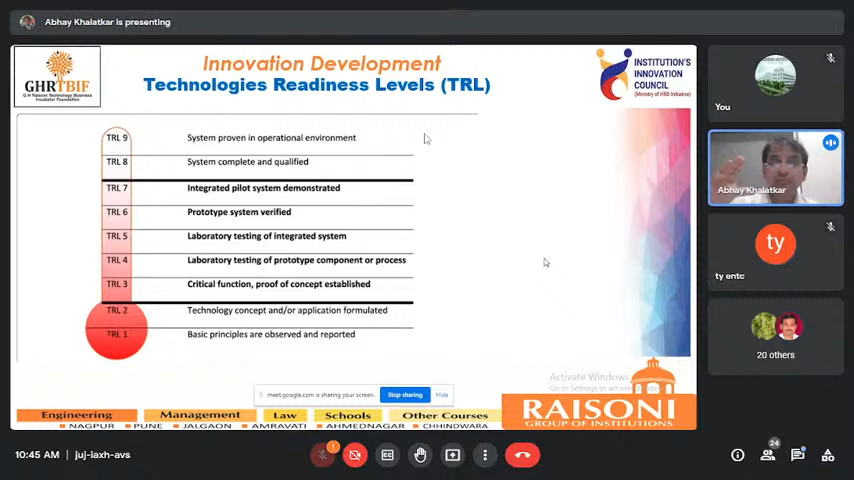 Abhay Khalatkar is presenting
GHRTBIF
G H Raisoni Technology Business
Incubator Foundation
Innovation Development
Technologies Readiness Levels (TRL)
INSTITUTION'S
INNOVATION
COUNCIL
(Ministry of HRD Initiative)
TRL 9 System proven in operational environment
TRL 8 System complete and qualified
TRL 7 Integrated pilot system demonstrated
TRL 6 Prototype system verified
TRL 5 Laboratory testing of integrated system
TRL 4 Laboratory testing of prototype component or process
TRL 3 Critical function, proof of concept established
TRL 2 Technology concept and/or application formulated
TRL 1 Basic principles are observed and reported
You
Abhay Khalatkar
ty
ty entc
20 others
Activate Windows
Go to Settings to activate Windows
meet.google.com is sharing your screen.
Stop sharing
Hide
Engineering Management Law Schools Other Courses
NAGPUR PUNE JALGAON AMRAVATI AHMEDNAGAR CHHINDWARA
RAISONI
GROUP OF INSTITUTIONS
10:45 AM | juj-iaxh-avs
24